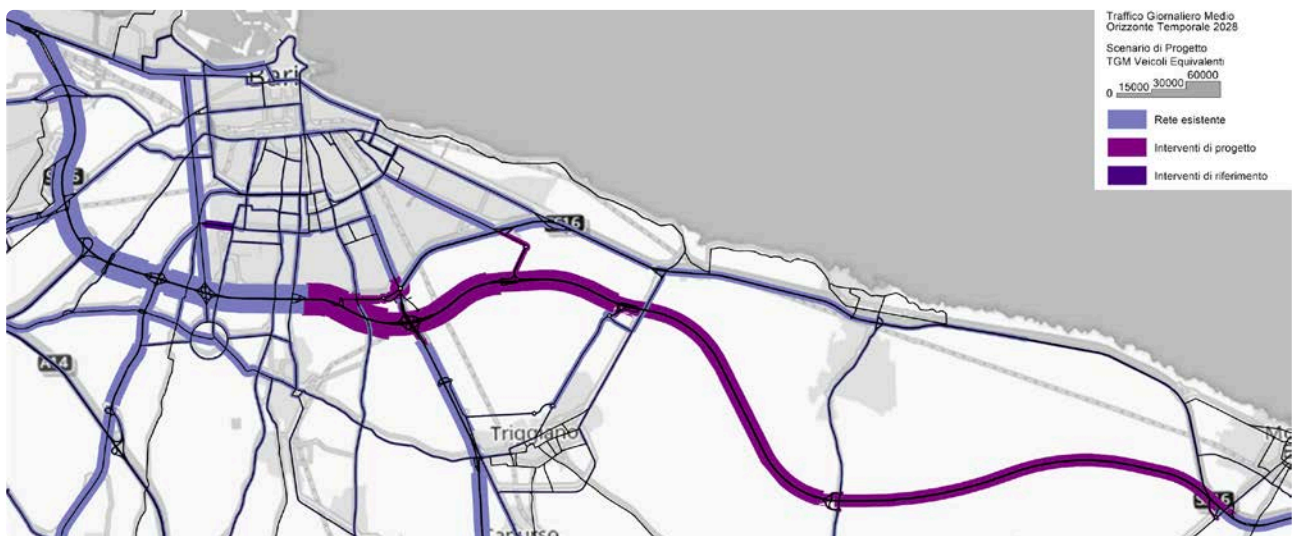 Traffico Giornaliero Medio
Orizzonte Temporale 2028
Scenario di Progetto
TGM Veicoli Equivalenti
0 15000 30000 60000
Rete esistente
Interventi di progetto
Interventi di riferimento
Bari
SS16
A14
Triggiano